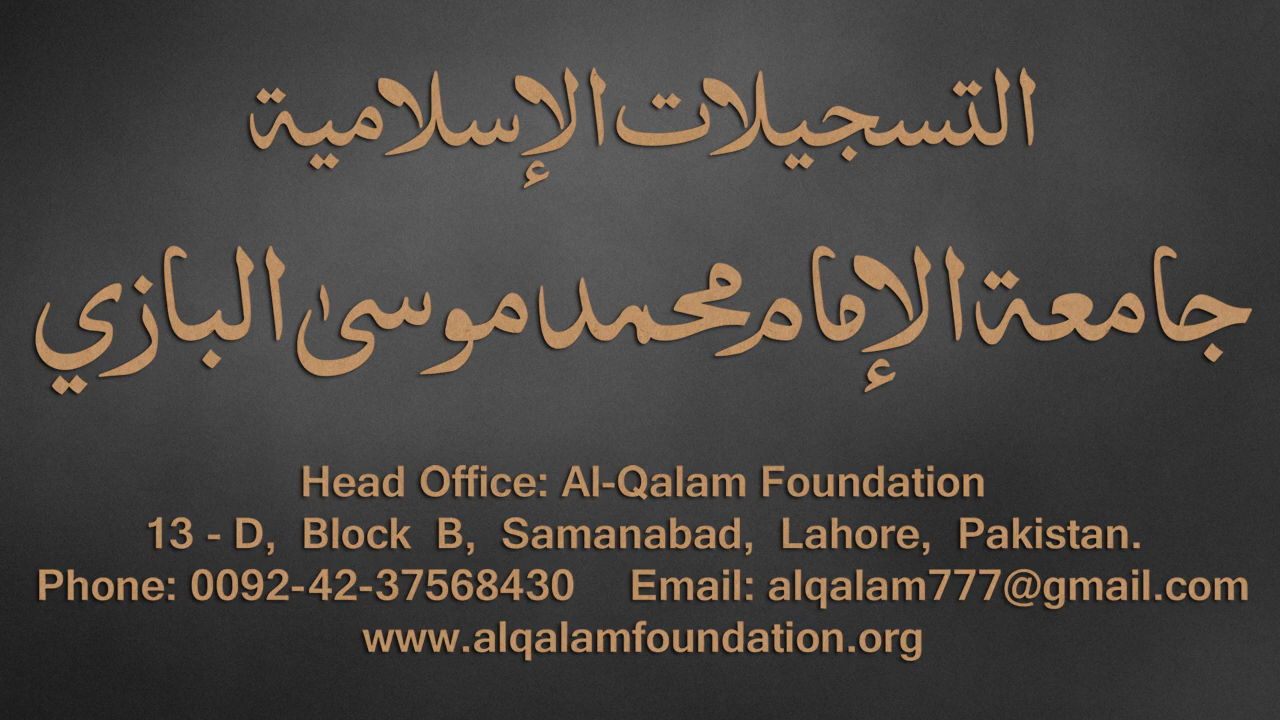 التسجيلات الإسلامية
جامعة الإمام محمد موسىٰ البازي
Head Office: Al-Qalam Foundation
13 - D, Block B, Samanabad, Lahore, Pakistan.
Phone: 0092-42-37568430 Email: alqalam777@gmail.com
www.alqalamfoundation.org